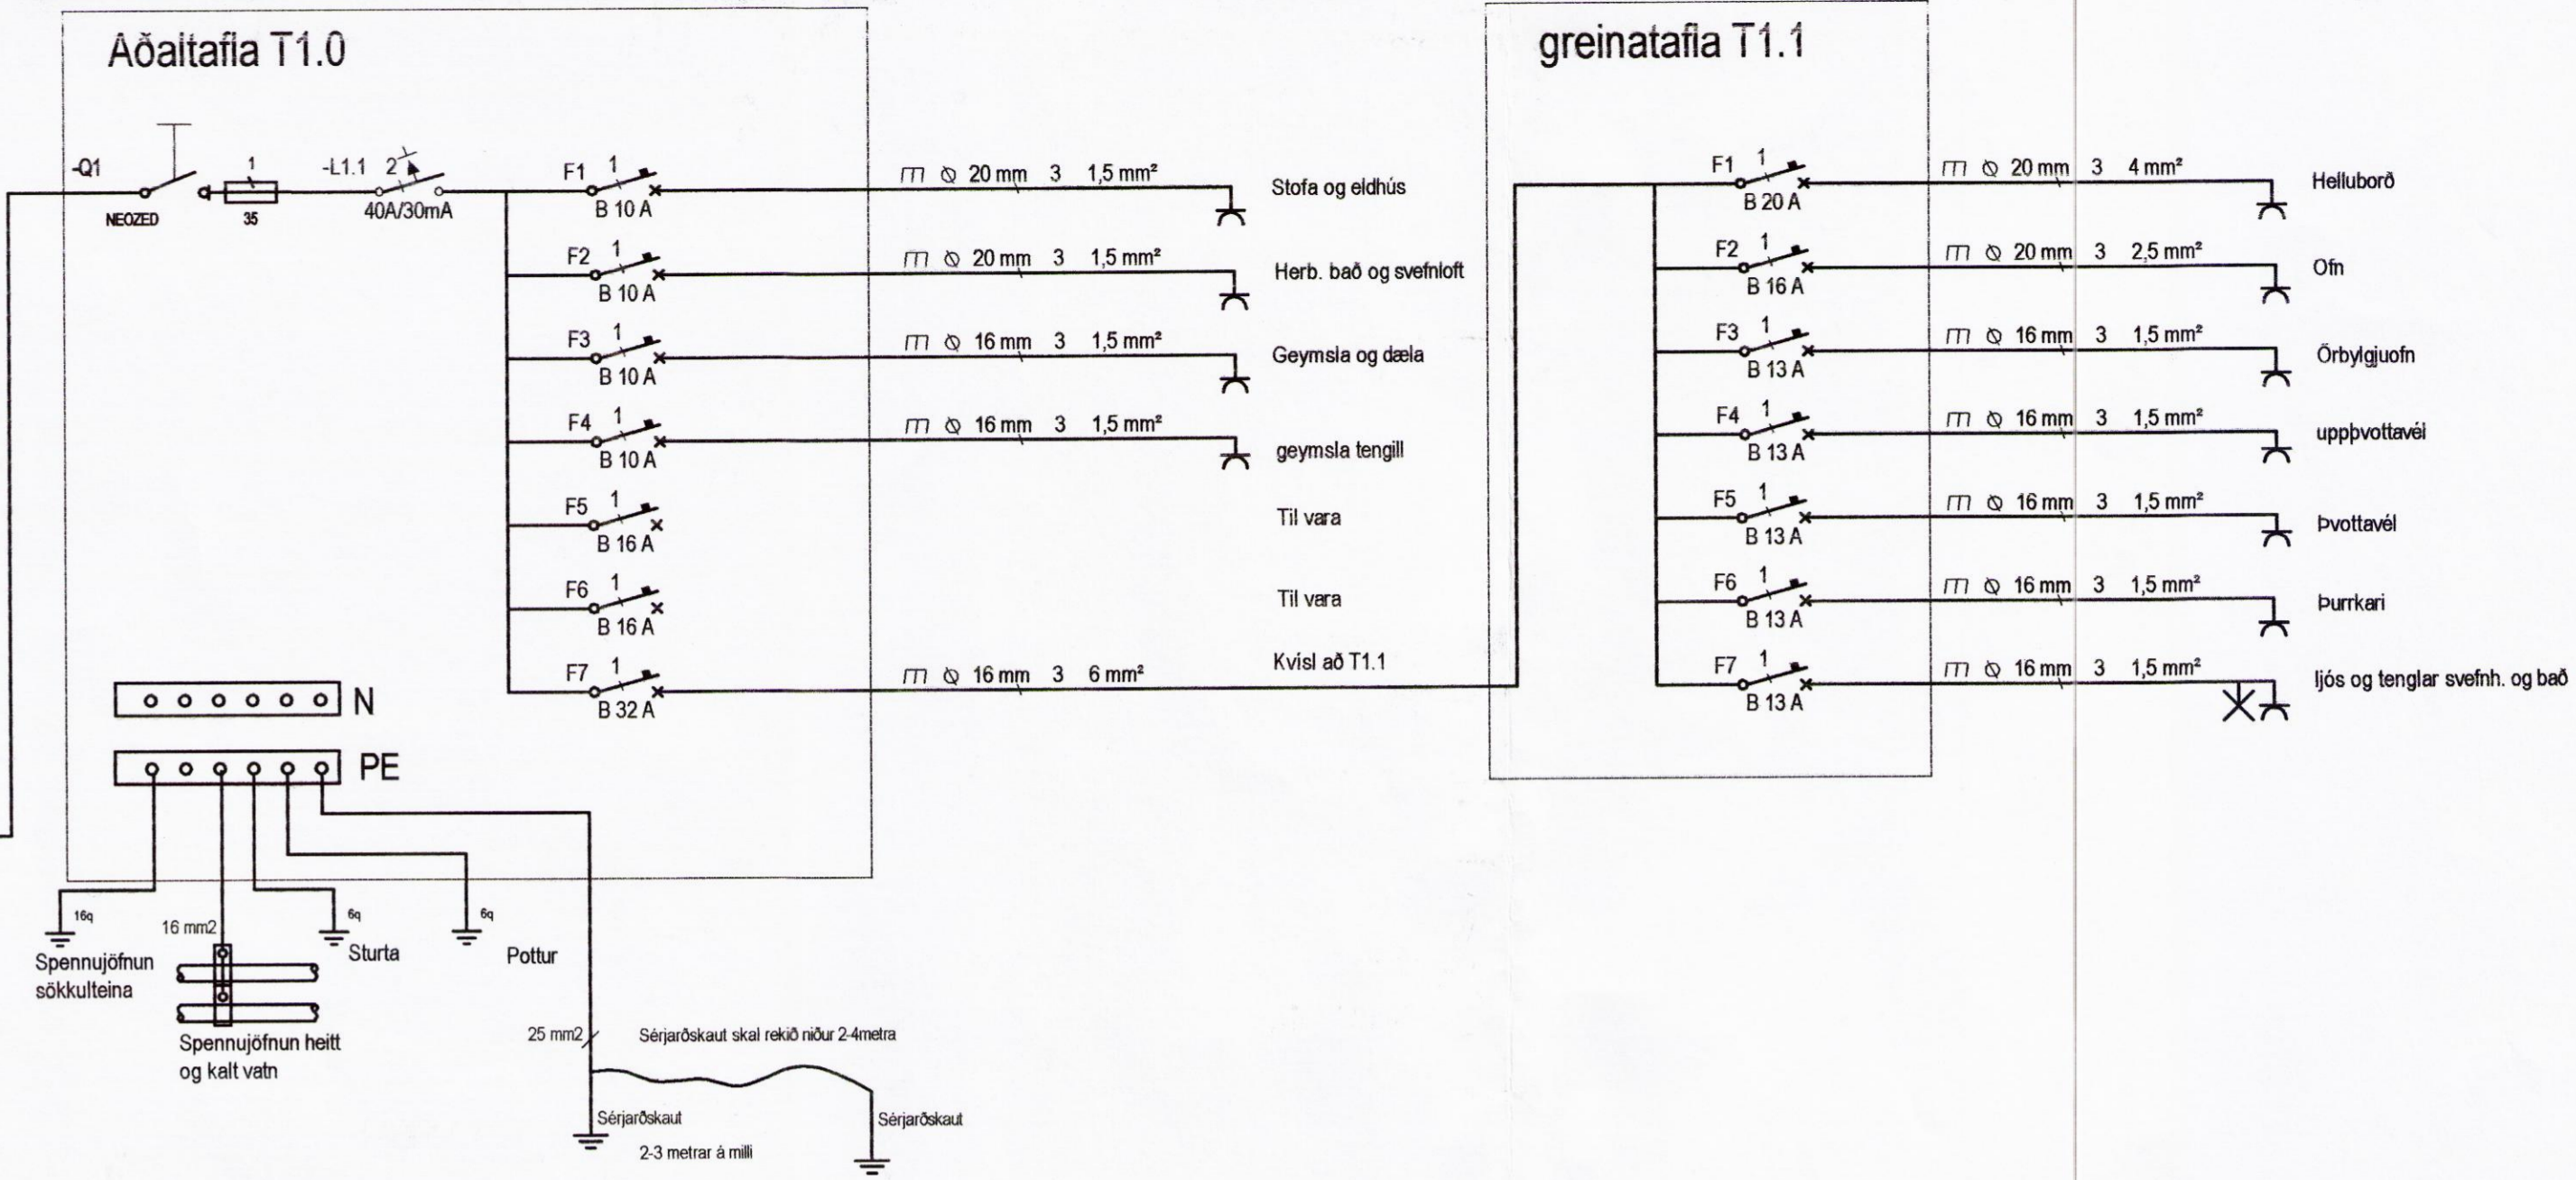 Aðaltafla T1.0
-Q1
NEOZED
1
35
-L1.1 2
40A/30mA
F1 1
B 10 A
20 mm 3 1,5 mm²
Stofa og eldhús
F2 1
B 10 A
20 mm 3 1,5 mm²
Herb. bað og svefnloft
F3 1
B 10 A
16 mm 3 1,5 mm²
Geymsla og dæla
F4 1
B 10 A
16 mm 3 1,5 mm²
geymsla tengill
F5 1
B 16 A
Til vara
F6 1
B 16 A
Til vara
F7 1
B 32 A
16 mm 3 6 mm²
Kvísl að T1.1
N
PE
16q
Spennujöfnun
sökkulteina
16 mm2
Spennujöfnun heitt
og kalt vatn
6q
Sturta
6q
Pottur
25 mm2
Sérjarðskaut skal rekið niður 2-4metra
Sérjarðskaut
2-3 metrar á milli
Sérjarðskaut
greinatafla T1.1
F1 1
B 20 A
20 mm 3 4 mm²
Helluborð
F2 1
B 16 A
20 mm 3 2,5 mm²
Ofn
F3 1
B 13 A
16 mm 3 1,5 mm²
Örbylgjuofn
F4 1
B 13 A
16 mm 3 1,5 mm²
uppþvottavél
F5 1
B 13 A
16 mm 3 1,5 mm²
Þvottavél
F6 1
B 13 A
16 mm 3 1,5 mm²
Þurrkari
F7 1
B 13 A
16 mm 3 1,5 mm²
ljós og tenglar svefnh. og bað